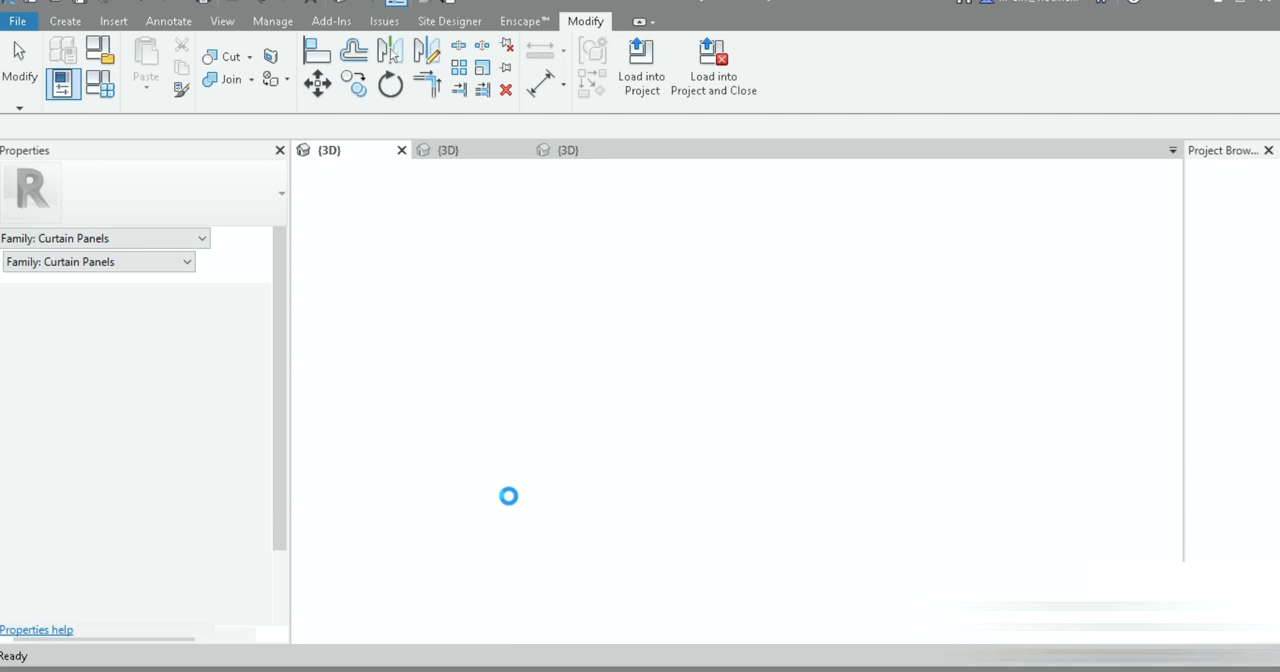 File Create Insert Annotate View Manage Add-Ins Issues Site Designer Enscape™ Modify
Modify
Paste
Cut
Join
Load into
Project
Load into
Project and Close
Properties
{3D}
{3D}
{3D}
Project Brow...
R
Family: Curtain Panels
Family: Curtain Panels
Properties help
Ready